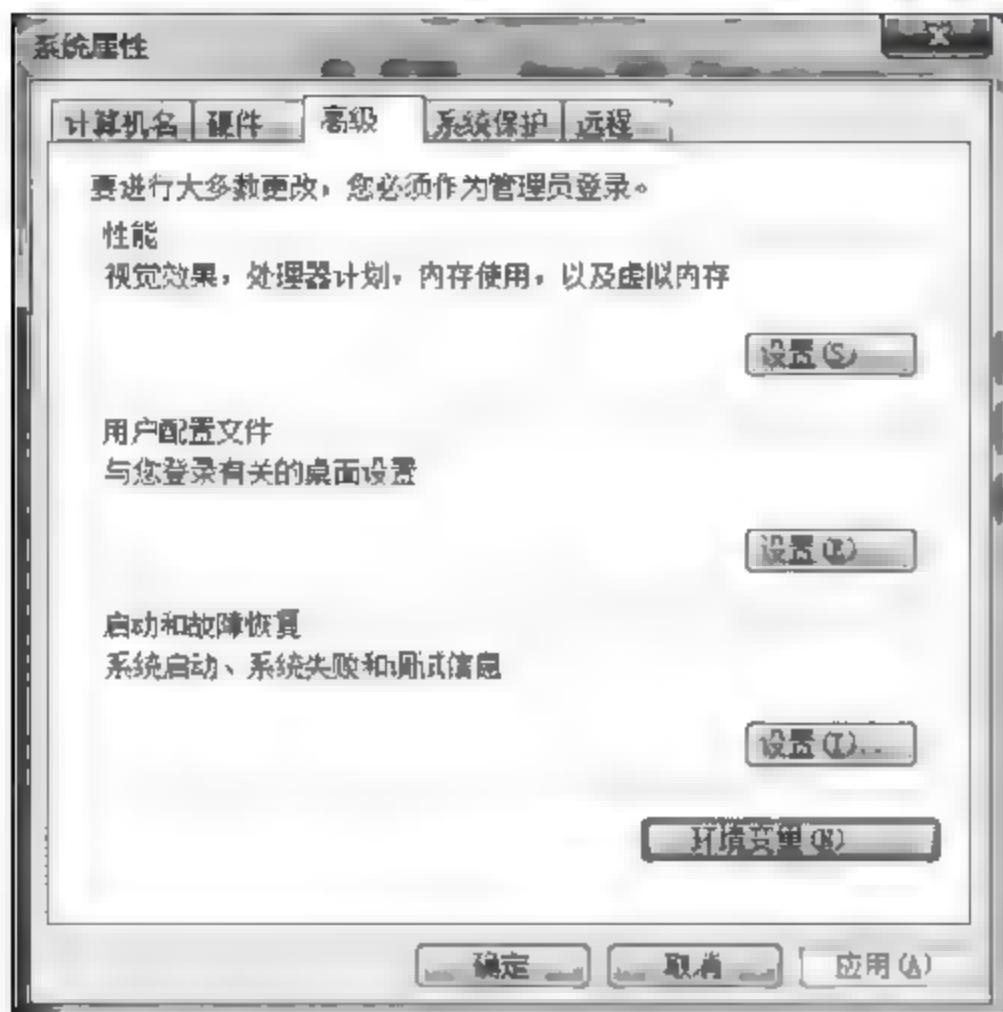 系统属性
计算机名 硬件 高级 系统保护 远程
要进行大多数更改，您必须作为管理员登录。
性能
视觉效果，处理器计划，内存使用，以及虚拟内存
设置(S)
用户配置文件
与您登录有关的桌面设置
设置(E)
启动和故障恢复
系统启动、系统失败和调试信息
设置(T)..
环境变量(N)
确定 取消 应用(A)